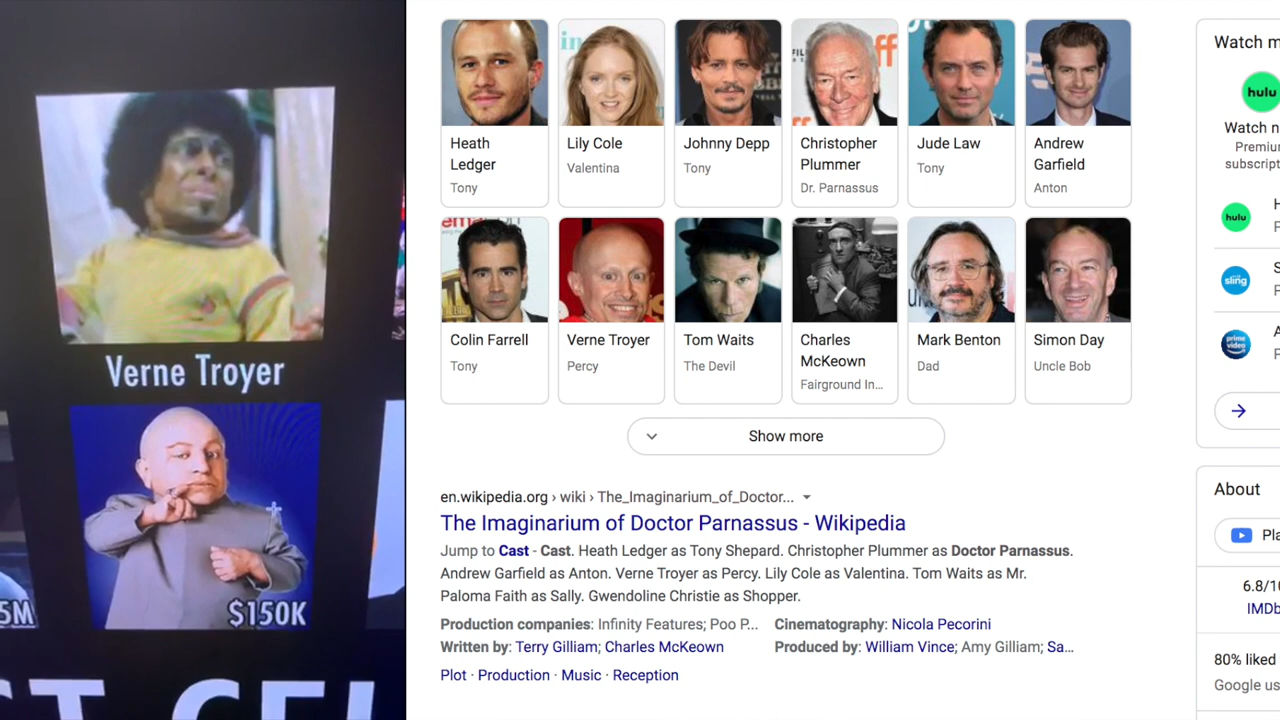 Verne Troyer
5M
$150K
ST CEL
Heath
Ledger
Tony
Lily Cole
Valentina
Johnny Depp
Tony
Christopher
Plummer
Dr. Parnassus
Jude Law
Tony
Andrew
Garfield
Anton
Colin Farrell
Tony
Verne Troyer
Percy
Tom Waits
The Devil
Charles
McKeown
Fairground In...
Mark Benton
Dad
Simon Day
Uncle Bob
Show more
en.wikipedia.org › wiki › The_Imaginarium_of_Doctor...
The Imaginarium of Doctor Parnassus - Wikipedia
Jump to Cast - Cast. Heath Ledger as Tony Shepard. Christopher Plummer as Doctor Parnassus.
Andrew Garfield as Anton. Verne Troyer as Percy. Lily Cole as Valentina. Tom Waits as Mr.
Paloma Faith as Sally. Gwendoline Christie as Shopper.
Production companies: Infinity Features; Poo P...
Cinematography: Nicola Pecorini
Written by: Terry Gilliam; Charles McKeown
Produced by: William Vince; Amy Gilliam; Sa...
Plot · Production · Music · Reception
Watch m
hulu
Watch n
Premiu
subscript
hulu
H
P
sling
S
P
prime video
A
P
About
Pla
6.8/10
IMDb
80% liked
Google us